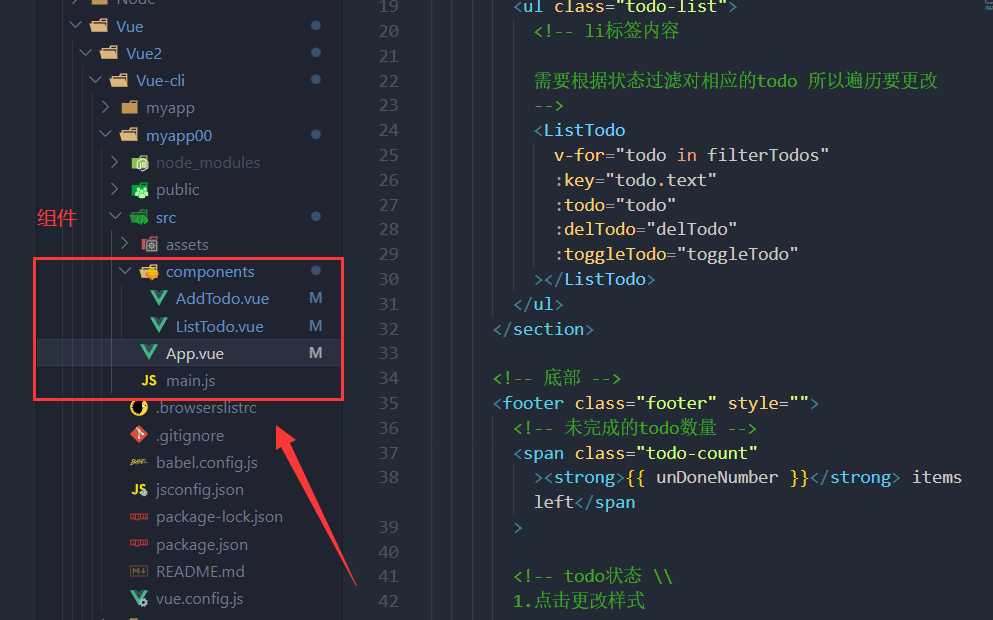 Node
Vue
Vue2
Vue-cli
myapp
myapp00
node_modules
public
组件
src
assets
components
AddTodo.vue M
ListTodo.vue M
App.vue M
JS main.js
.browserslistrc
.gitignore
BABEL babel.config.js
JS jsconfig.json
npm package-lock.json
npm package.json
README.md
vue.config.js
19 <ul class="todo-list">
20 <!-- li标签内容
21
22 需要根据状态过滤对相应的todo 所以遍历要更改
23 -->
24 <ListTodo
25 v-for="todo in filterTodos"
26 :key="todo.text"
27 :todo="todo"
28 :delTodo="delTodo"
29 :toggleTodo="toggleTodo"
30 ></ListTodo>
31 </ul>
32 </section>
33
34 <!-- 底部 -->
35 <footer class="footer" style="">
36 <!-- 未完成的todo数量 -->
37 <span class="todo-count"
38 ><strong>{{ unDoneNumber }}</strong> items
left</span
39 >
40
41 <!-- todo状态 \\
42 1.点击更改样式